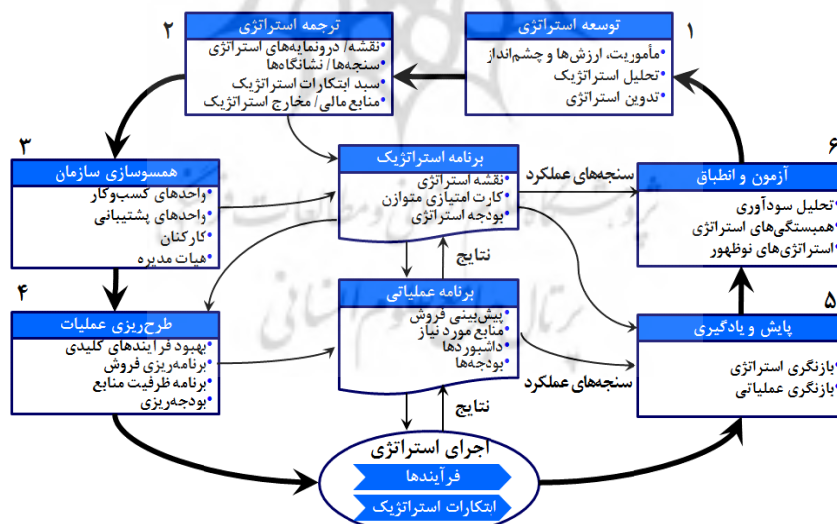 ۱
توسعه استراتژی
•مأموریت، ارزش‌ها و چشم‌انداز
•تحلیل استراتژیک
•تدوین استراتژی
۲
ترجمه استراتژی
•نقشه/ درونمایه‌های استراتژی
•سنجه‌ها/ نشانگاه‌ها
•سبد ابتکارات استراتژیک
•منابع مالی/ مخارج استراتژیک
۳
همسوسازی سازمان
•واحدهای کسب‌وکار
•واحدهای پشتیبانی
•کارکنان
•هیات مدیره
برنامه استراتژیک
•نقشه استراتژی
•کارت امتیازی متوازن
•بودجه استراتژی
سنجه‌های عملکرد
۶
آزمون و انطباق
•تحلیل سودآوری
•همبستگی‌های استراتژی
•استراتژی‌های نوظهور
نتایج
۴
طرح‌ریزی عملیات
•بهبود فرآیندهای کلیدی
•برنامه‌ریزی فروش
•برنامه ظرفیت منابع
•بودجه‌ریزی
برنامه عملیاتی
•پیش‌بینی فروش
•منابع مورد نیاز
•داشبوردها
•بودجه‌ها
سنجه‌های عملکرد
۵
پایش و یادگیری
•بازنگری استراتژی
•بازنگری عملیاتی
نتایج
اجرای استراتژی
فرآیندها
ابتکارات استراتژیک
پرتال جامع علوم انسانی